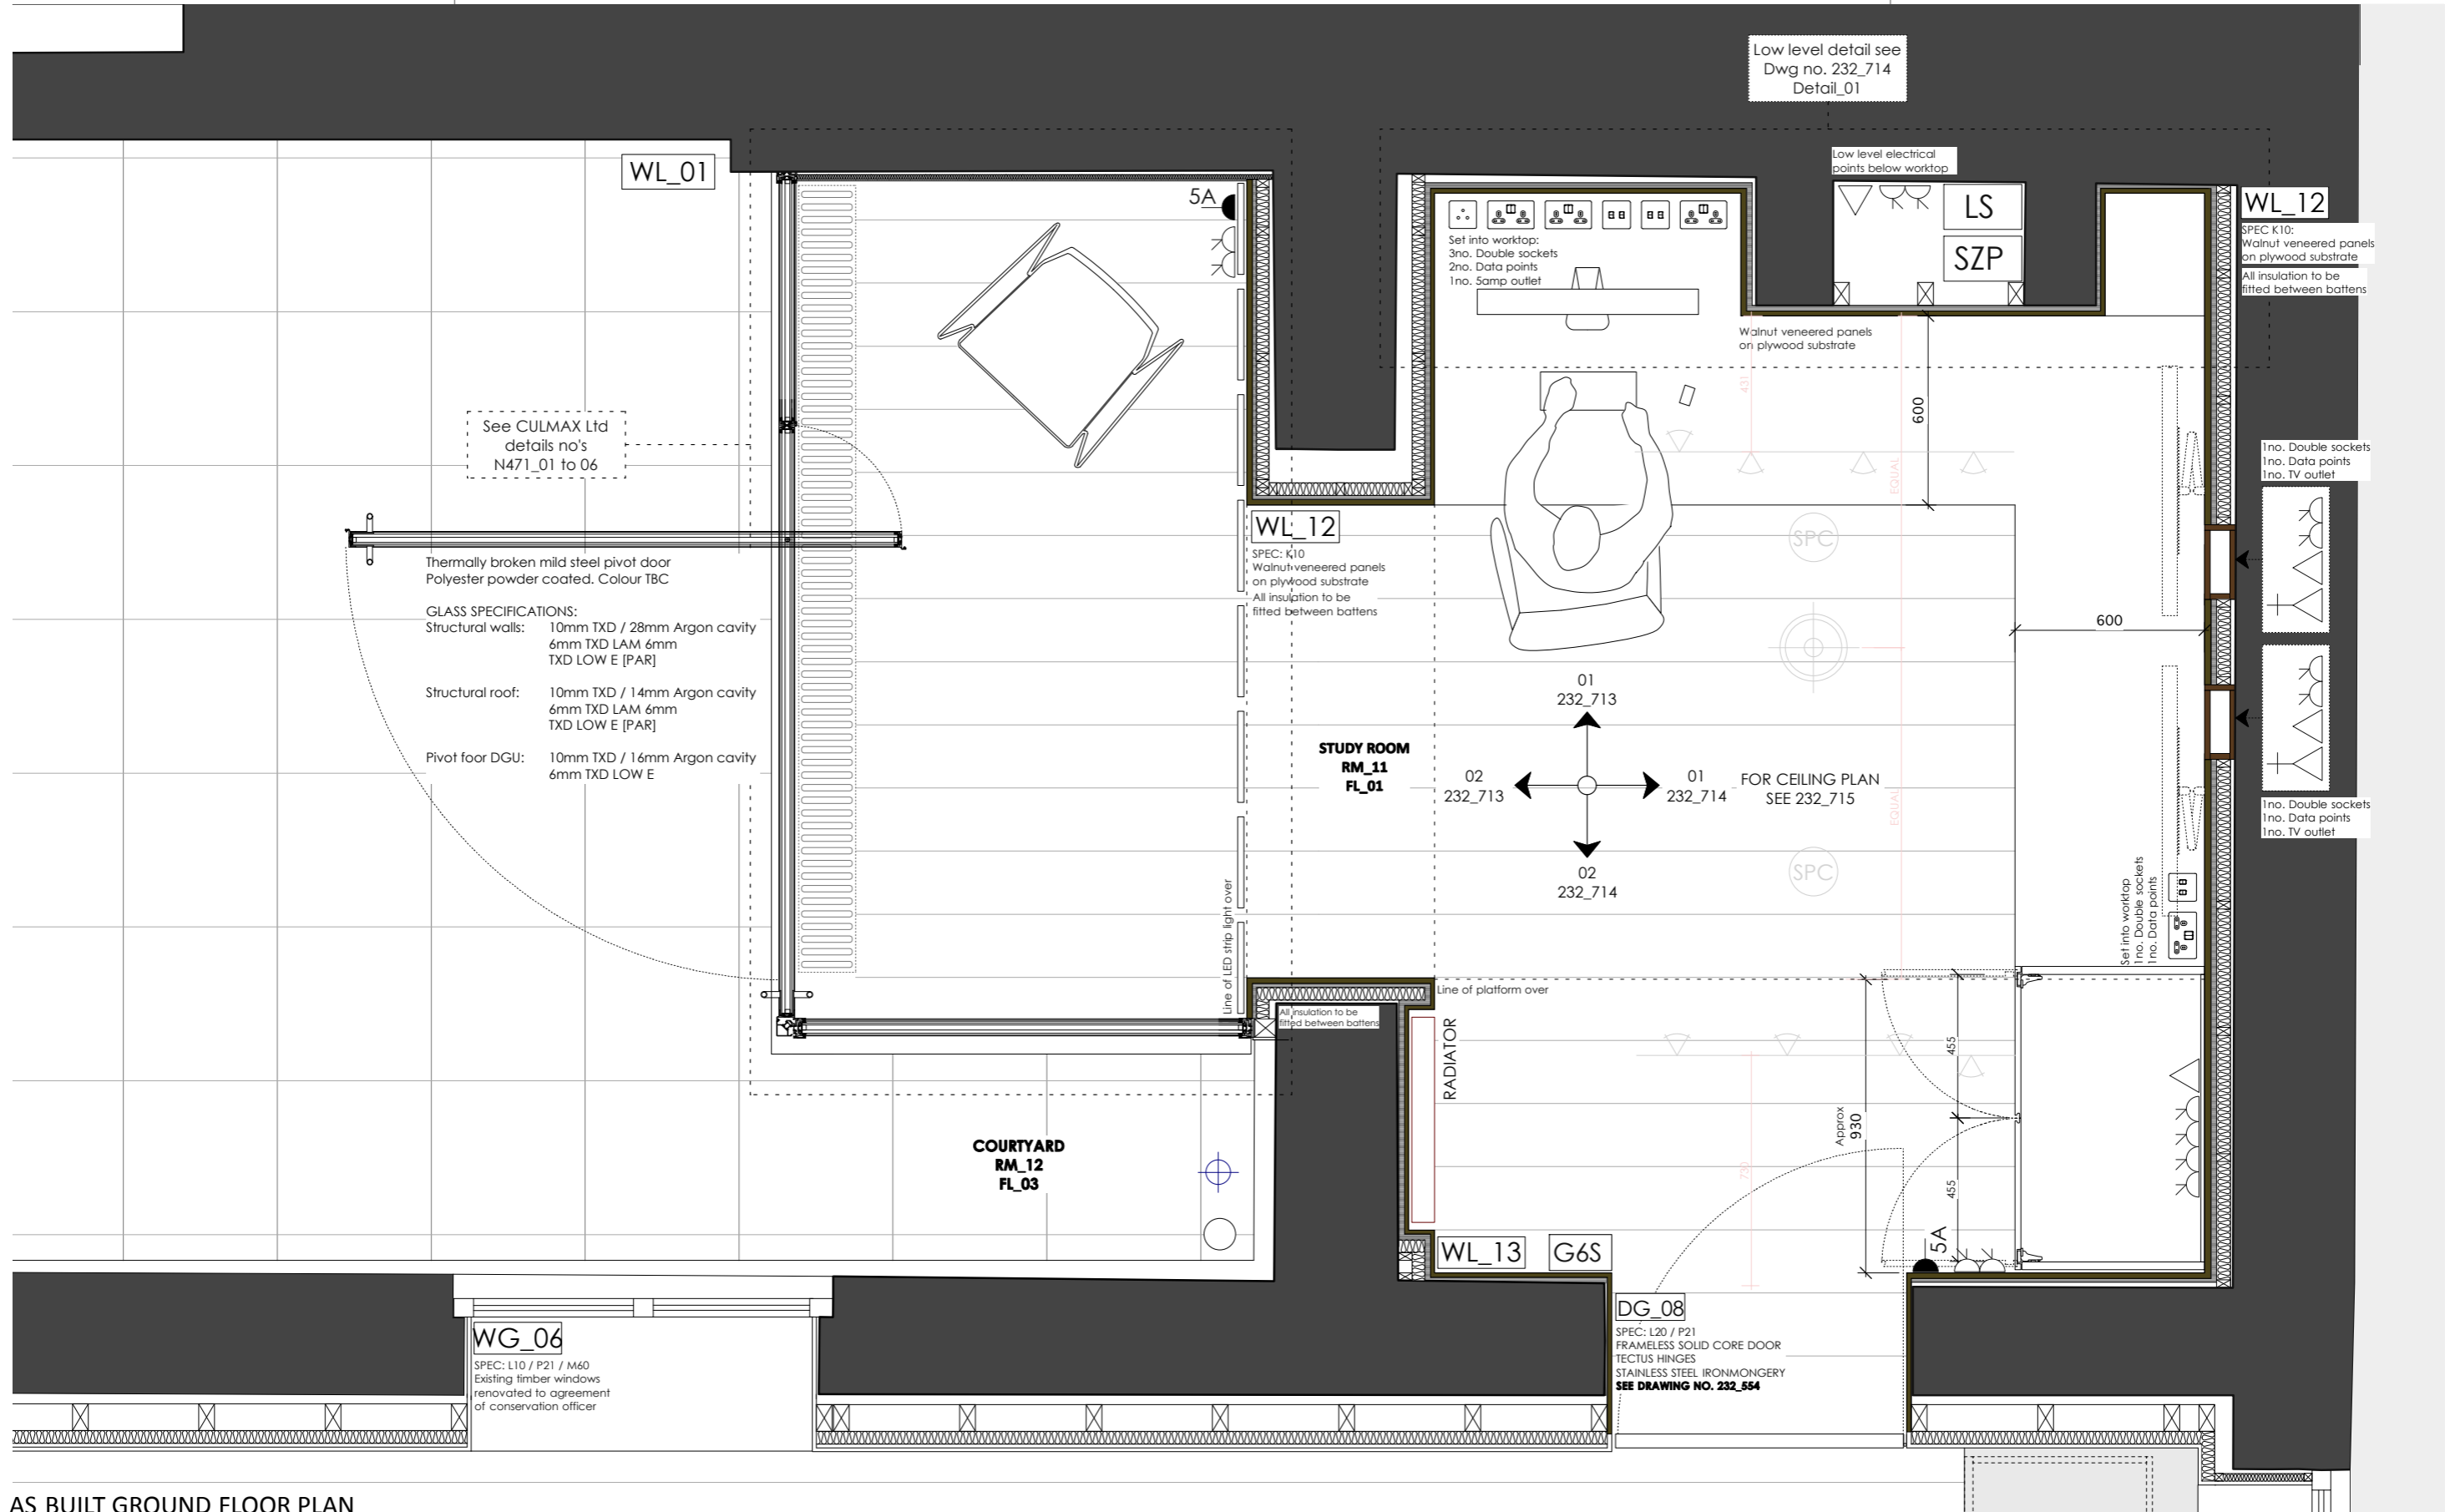 Low level detail see
Dwg no. 232_714
Detail_01
WL_01
Low level electrical
points below worktop
5A
LS
SZP
WL_12
SPEC K10:
Walnut veneered panels
on plywood substrate
All insulation to be
fitted between battens
Set into worktop:
3no. Double sockets
2no. Data points
1no. 5amp outlet
Walnut veneered panels
on plywood substrate
431
600
EQUAL
See CULMAX Ltd
details no's
N471_01 to 06
1no. Double sockets
1no. Data points
1no. TV outlet
WL_12
SPEC: K10
Walnut veneered panels
on plywood substrate
All insulation to be
fitted between battens
SPC
Thermally broken mild steel pivot door
Polyester powder coated. Colour TBC
GLASS SPECIFICATIONS:
Structural walls: 10mm TXD / 28mm Argon cavity
6mm TXD LAM 6mm
TXD LOW E [PAR]
Structural roof: 10mm TXD / 14mm Argon cavity
6mm TXD LAM 6mm
TXD LOW E [PAR]
Pivot foor DGU: 10mm TXD / 16mm Argon cavity
6mm TXD LOW E
600
01
232_713
STUDY ROOM
RM_11
FL_01
02
232_713
01
232_714
FOR CEILING PLAN
SEE 232_715
EQUAL
1no. Double sockets
1no. Data points
1no. TV outlet
02
232_714
SPC
Line of LED strip light over
Set into worktop
1no. Double sockets
1no. Data points
Line of platform over
All insulation to be
fitted between battens
RADIATOR
455
Approx
930
730
455
COURTYARD
RM_12
FL_03
5A
WL_13
G6S
DG_08
SPEC: L20 / P21
FRAMELESS SOLID CORE DOOR
TECTUS HINGES
STAINLESS STEEL IRONMONGERY
SEE DRAWING NO. 232_554
WG_06
SPEC: L10 / P21 / M60
Existing timber windows
renovated to agreement
of conservation officer
AS BUILT GROUND FLOOR PLAN